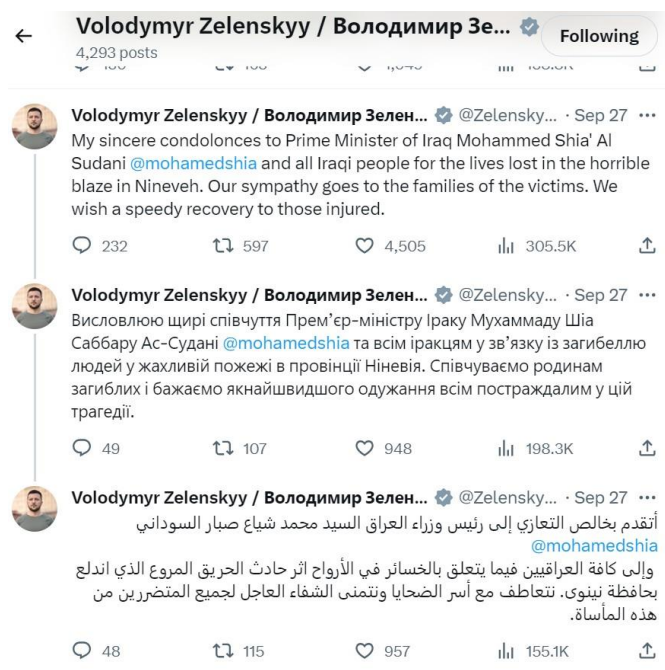 Volodymyr Zelenskyy / Володимир Зе...
Following
4,293 posts
Volodymyr Zelenskyy / Володимир Зелен... @Zelensky... · Sep 27
My sincere condolonces to Prime Minister of Iraq Mohammed Shia' Al
Sudani @mohamedshia and all Iraqi people for the lives lost in the horrible
blaze in Nineveh. Our sympathy goes to the families of the victims. We
wish a speedy recovery to those injured.
232 597 4,505 305.5K
Volodymyr Zelenskyy / Володимир Зелен... @Zelensky... · Sep 27
Висловлюю щирі співчуття Прем’єр-міністру Іраку Мухаммаду Шіа
Саббару Ас-Судані @mohamedshia та всім іракцям у зв’язку із загибеллю
людей у жахливій пожежі в провінції Ніневія. Співчуваємо родинам
загиблих і бажаємо якнайшвидшого одужання всім постраждалим у цій
трагедії.
49 107 948 198.3K
Volodymyr Zelenskyy / Володимир Зелен... @Zelensky... · Sep 27
أتقدم بخالص التعازي إلى رئيس وزراء العراق السيد محمد شياع صبار السوداني
@mohamedshia
وإلى كافة العراقيين فيما يتعلق بالخسائر في الأرواح اثر حادث الحريق المروع الذي اندلع
بحافظة نينوى. نتعاطف مع أسر الضحايا ونتمنى الشفاء العاجل لجميع المتضررين من
هذه المأساة.
48 115 957 155.1K